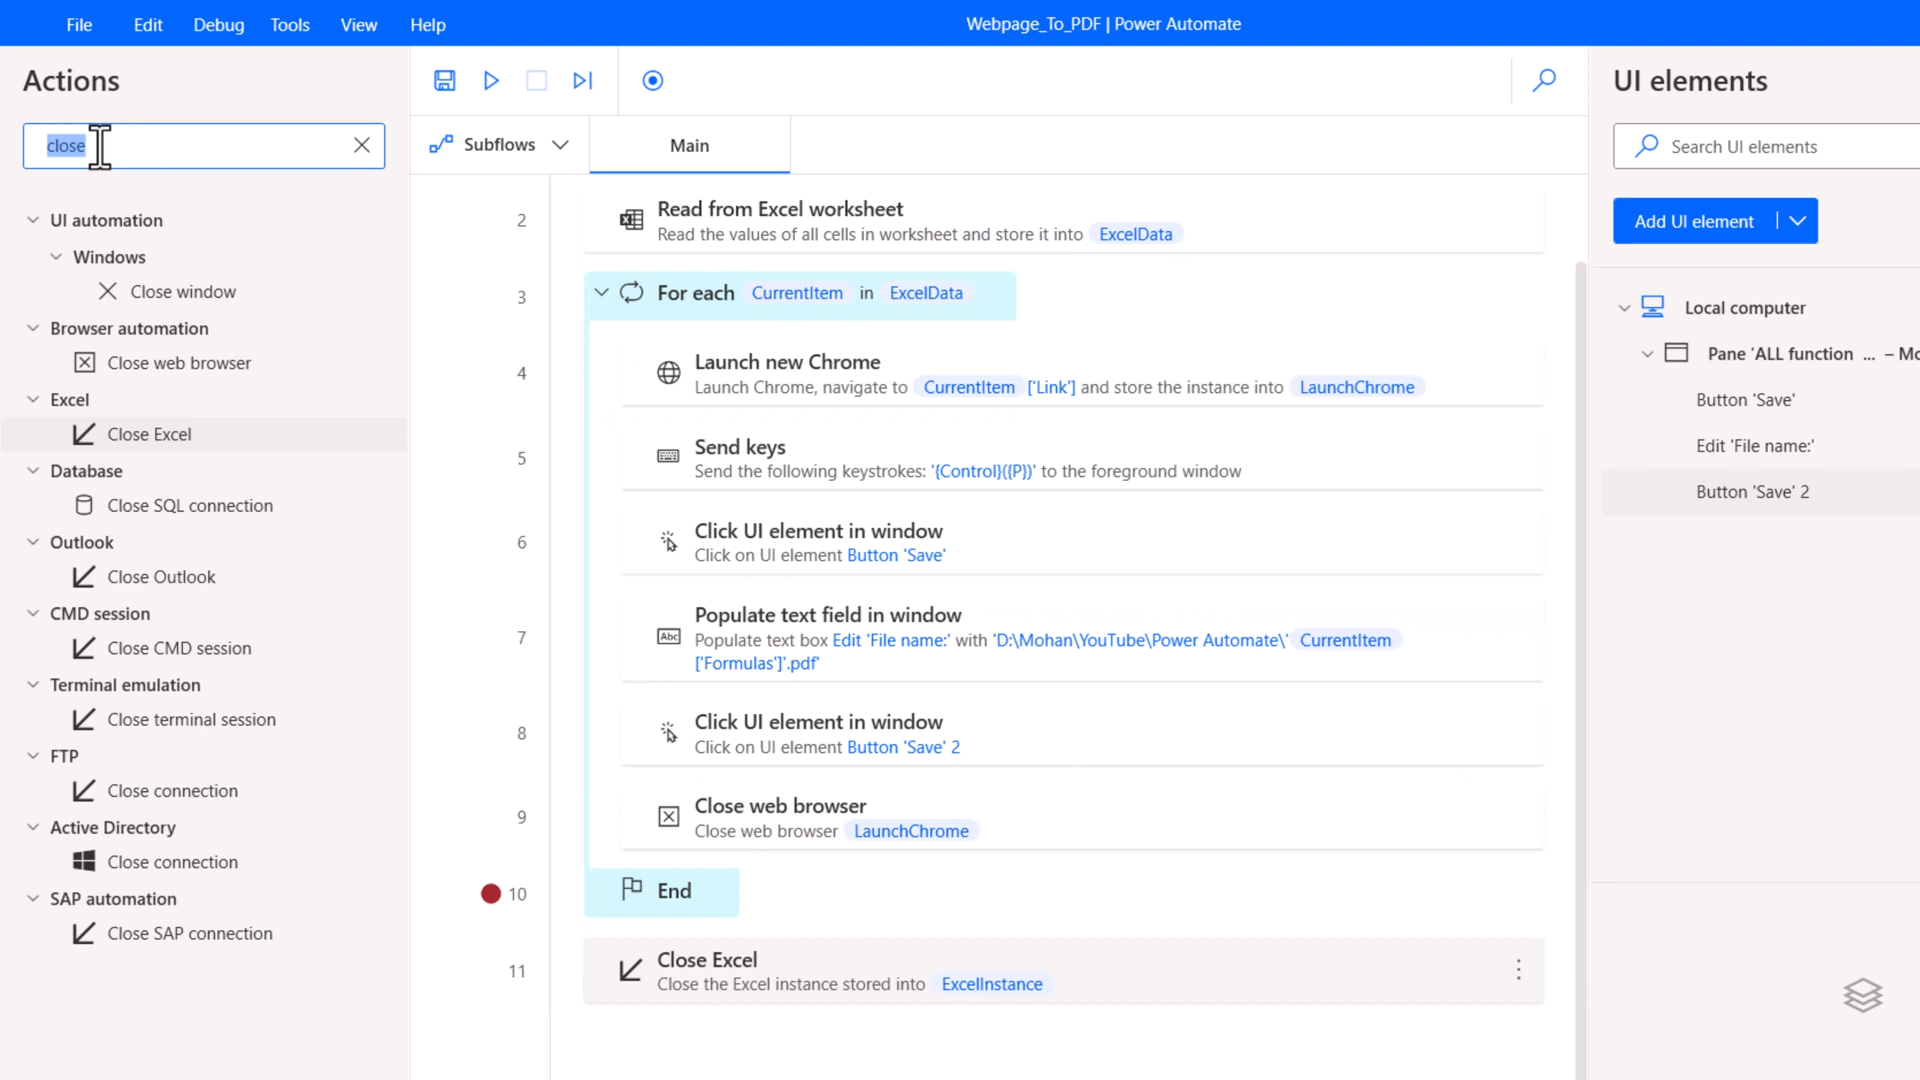 File Edit Debug Tools View Help
Webpage_To_PDF | Power Automate
Actions
close
UI automation
Windows
Close window
Browser automation
Close web browser
Excel
Close Excel
Database
Close SQL connection
Outlook
Close Outlook
CMD session
Close CMD session
Terminal emulation
Close terminal session
FTP
Close connection
Active Directory
Close connection
SAP automation
Close SAP connection
Subflows
Main
2
Read from Excel worksheet
Read the values of all cells in worksheet and store it into ExcelData
3
For each CurrentItem in ExcelData
4
Launch new Chrome
Launch Chrome, navigate to CurrentItem ['Link'] and store the instance into LaunchChrome
5
Send keys
Send the following keystrokes: '{Control}({P})' to the foreground window
6
Click UI element in window
Click on UI element Button 'Save'
7
Populate text field in window
Populate text box Edit 'File name:' with 'D:\Mohan\YouTube\Power Automate\' CurrentItem
['Formulas']'.pdf'
8
Click UI element in window
Click on UI element Button 'Save' 2
9
Close web browser
Close web browser LaunchChrome
10
End
11
Close Excel
Close the Excel instance stored into ExcelInstance
UI elements
Search UI elements
Add UI element
Local computer
Pane 'ALL function ... – Mo
Button 'Save'
Edit 'File name:'
Button 'Save' 2
Abc